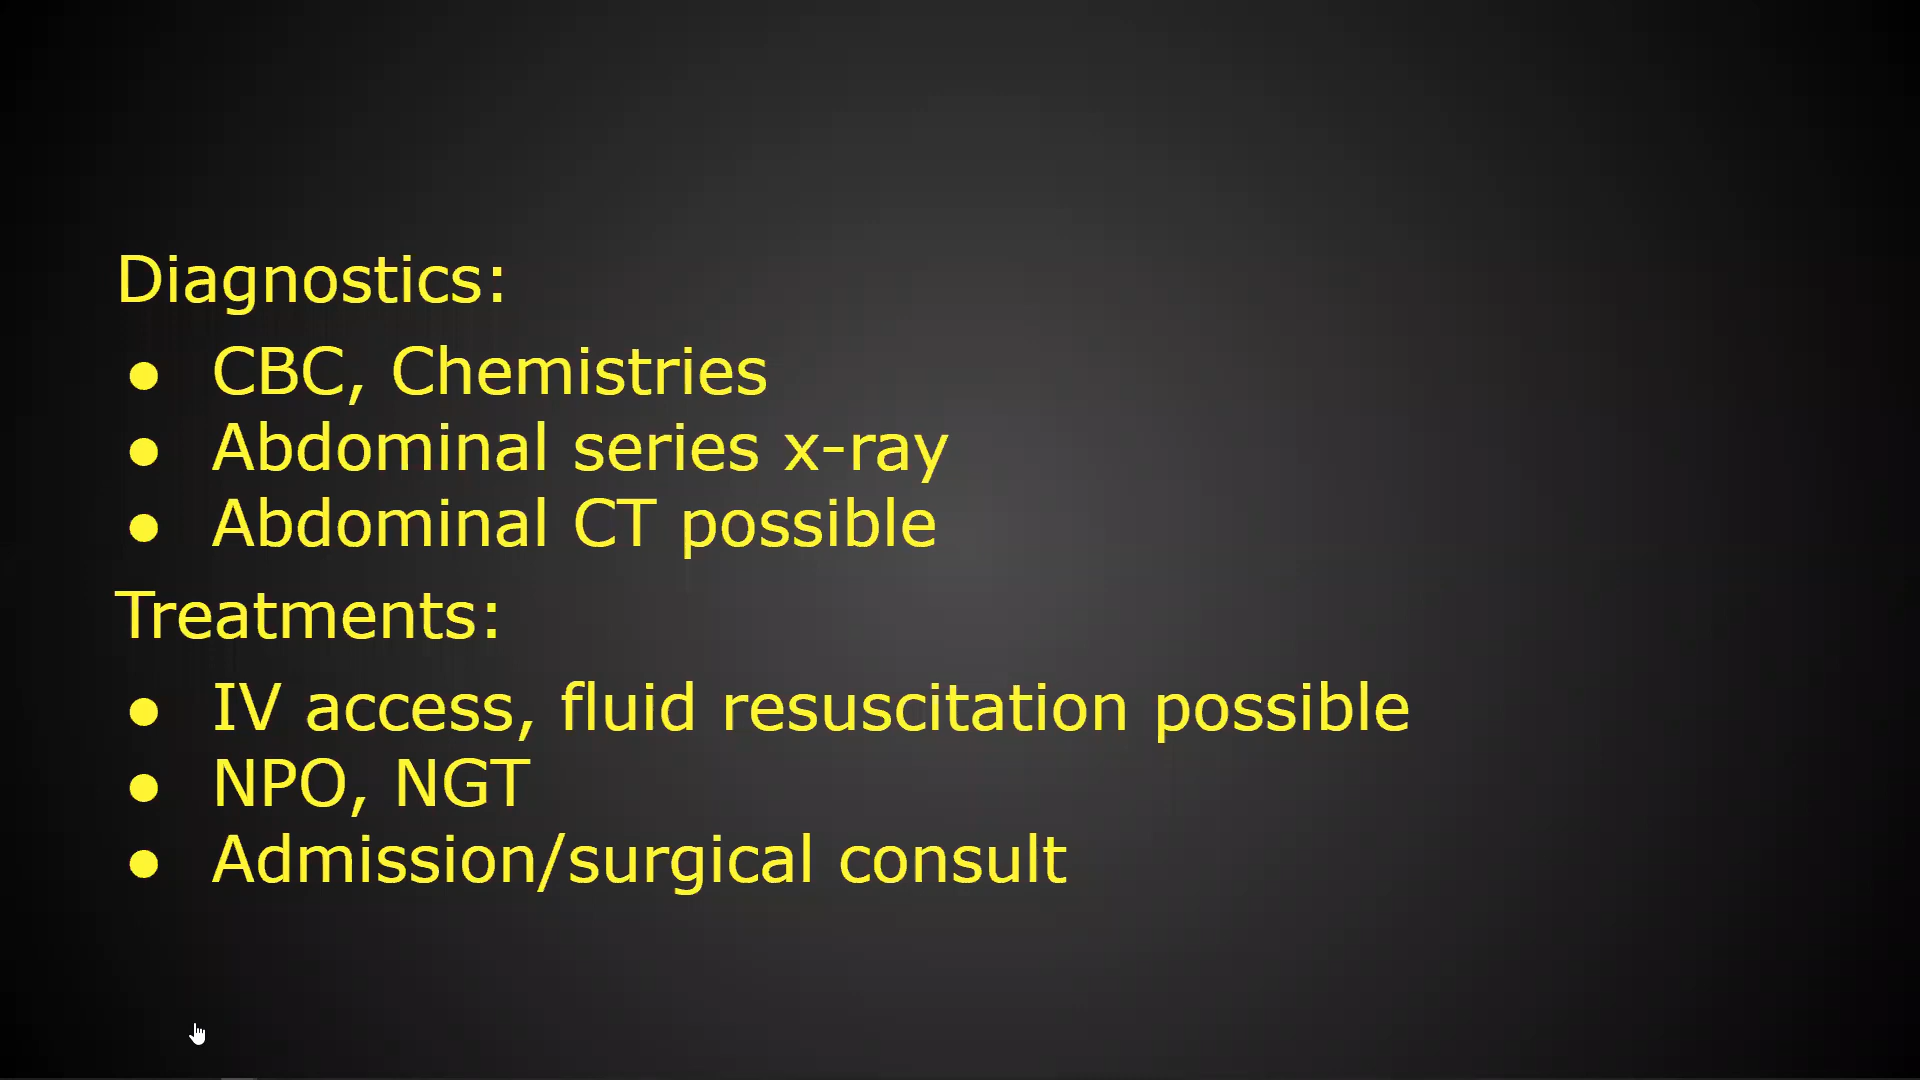 Diagnostics:
● CBC, Chemistries
● Abdominal series x-ray
● Abdominal CT possible
Treatments:
● IV access, fluid resuscitation possible
● NPO, NGT
● Admission/surgical consult